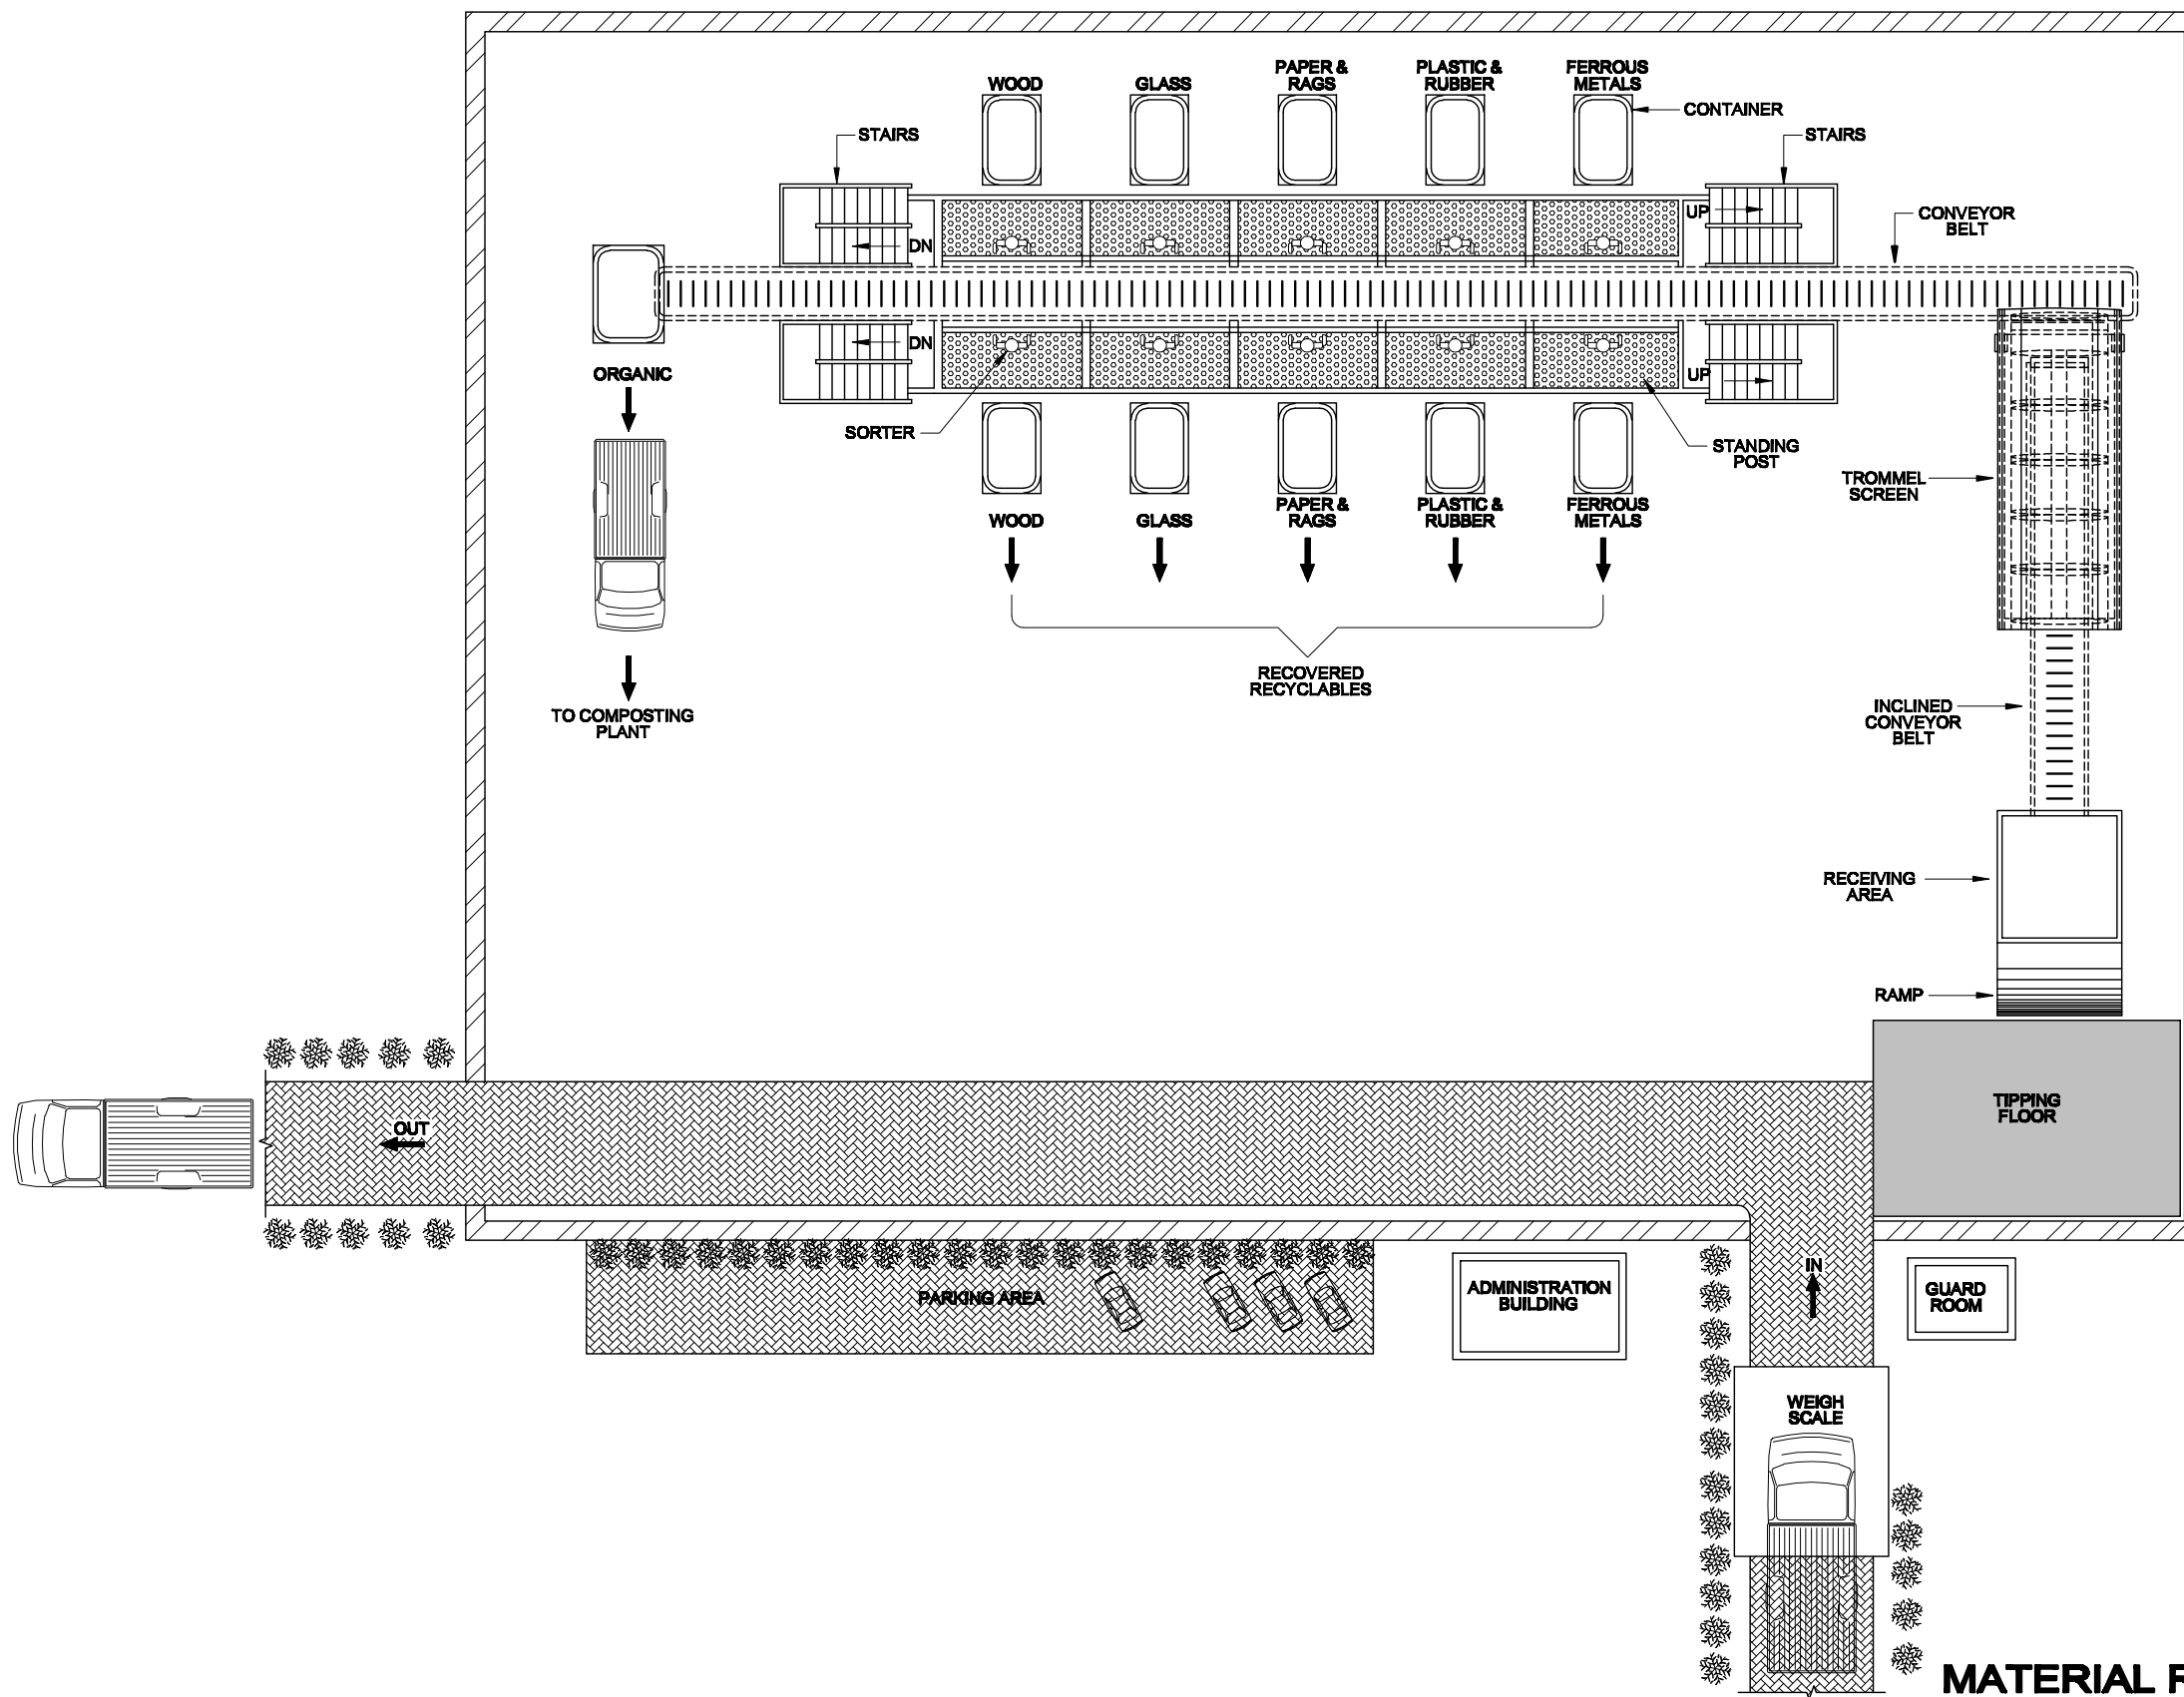 WOOD
GLASS
PAPER &
RAGS
PLASTIC &
RUBBER
FERROUS
METALS
CONTAINER
STAIRS
STAIRS
CONVEYOR
BELT
UP
DN
DN
UP
ORGANIC
SORTER
STANDING
POST
TROMMEL
SCREEN
WOOD
GLASS
PAPER &
RAGS
PLASTIC &
RUBBER
FERROUS
METALS
RECOVERED
RECYCLABLES
TO COMPOSTING
PLANT
INCLINED
CONVEYOR
BELT
RECEIVING
AREA
RAMP
TIPPING
FLOOR
OUT
IN
PARKING AREA
ADMINISTRATION
BUILDING
GUARD
ROOM
WEIGH
SCALE
MATERIAL